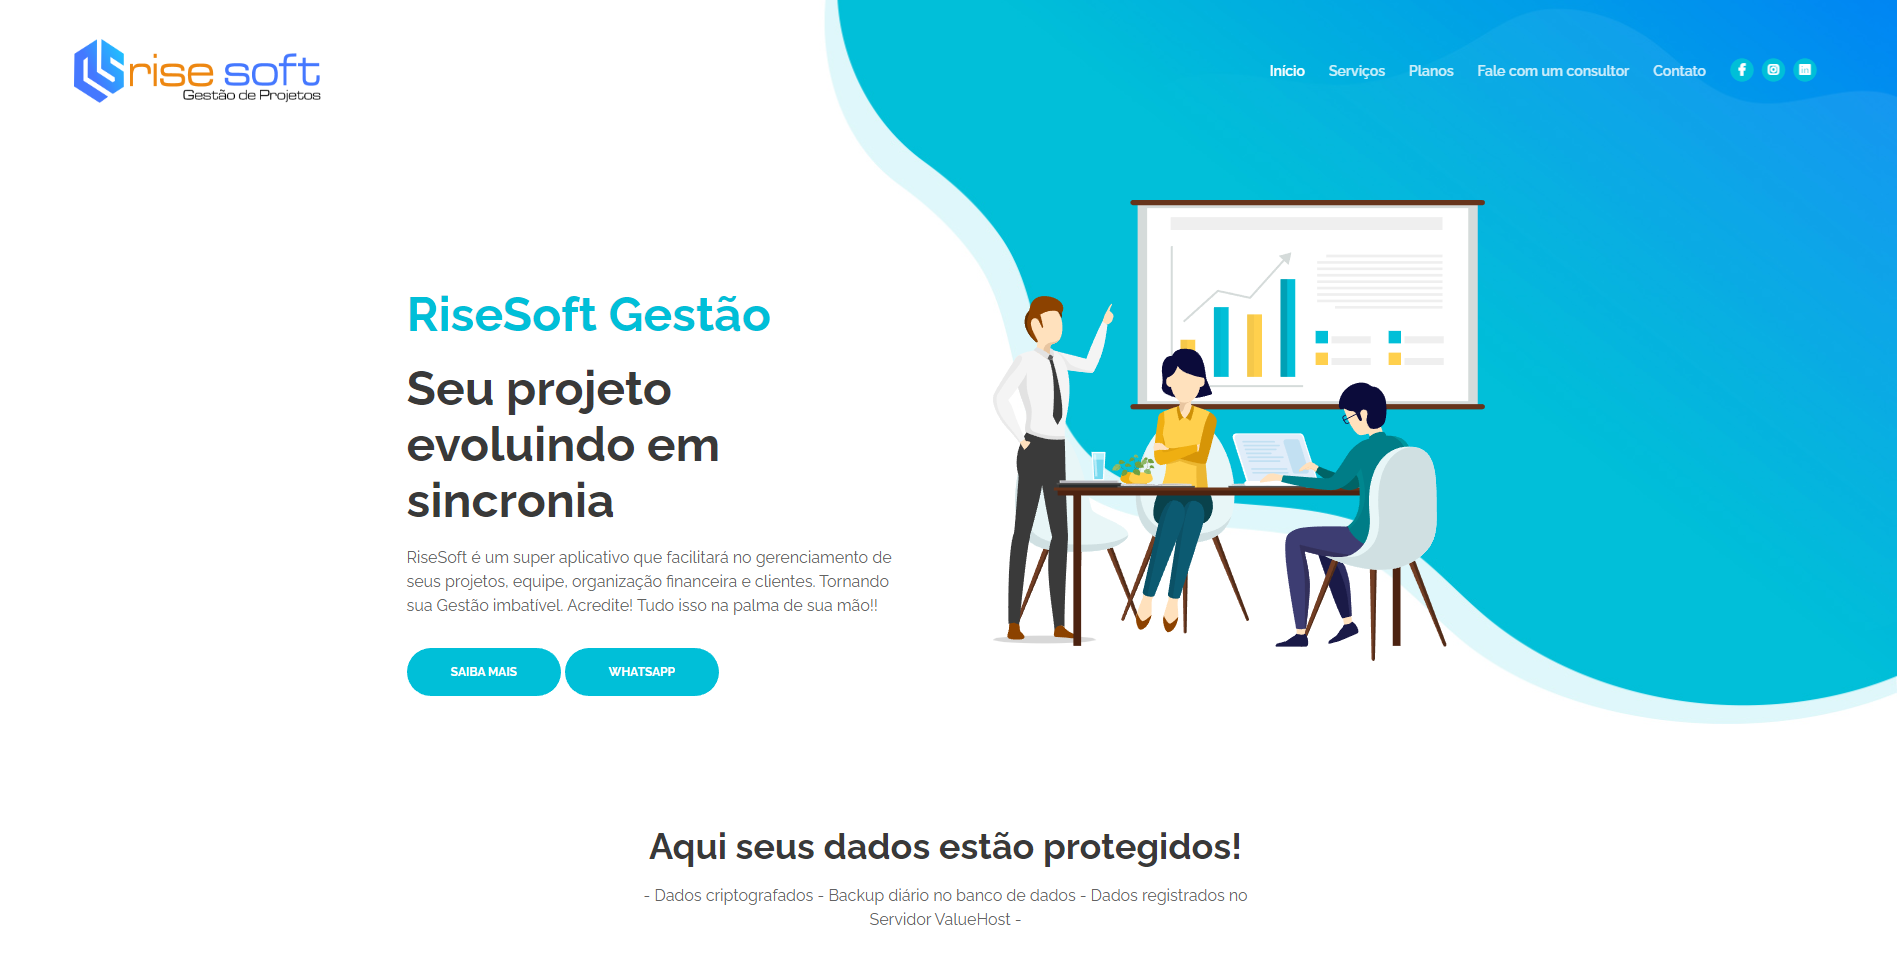 rise soft
Gestão de Projetos
Início
Serviços
Planos
Fale com um consultor
Contato
RiseSoft Gestão
Seu projeto
evoluindo em
sincronia
RiseSoft é um super aplicativo que facilitará no gerenciamento de
seus projetos, equipe, organização financeira e clientes. Tornando
sua Gestão imbatível. Acredite! Tudo isso na palma de sua mão!!
SAIBA MAIS
WHATSAPP
Aqui seus dados estão protegidos!
- Dados criptografados - Backup diário no banco de dados - Dados registrados no
Servidor ValueHost -